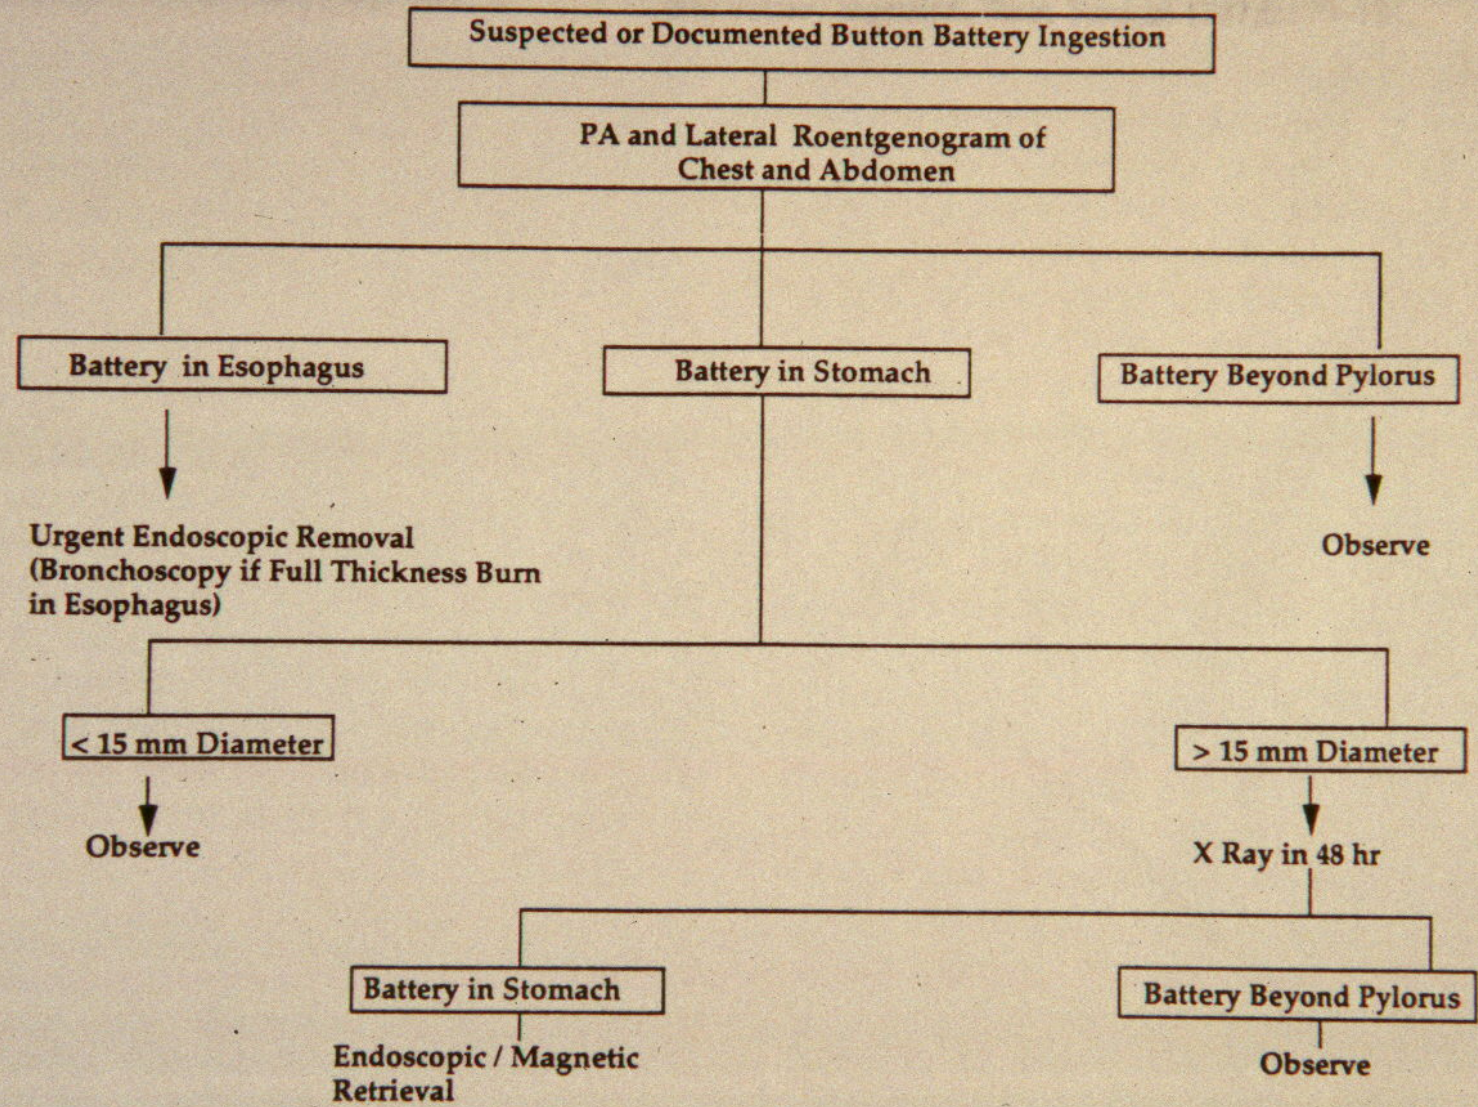 Suspected or Documented Button Battery Ingestion
PA and Lateral Roentgenogram of
Chest and Abdomen
Battery in Esophagus
Battery in Stomach
Battery Beyond Pylorus
Urgent Endoscopic Removal
(Bronchoscopy if Full Thickness Burn
in Esophagus)
Observe
< 15 mm Diameter
> 15 mm Diameter
Observe
X Ray in 48 hr
Battery in Stomach
Battery Beyond Pylorus
Endoscopic / Magnetic
Retrieval
Observe